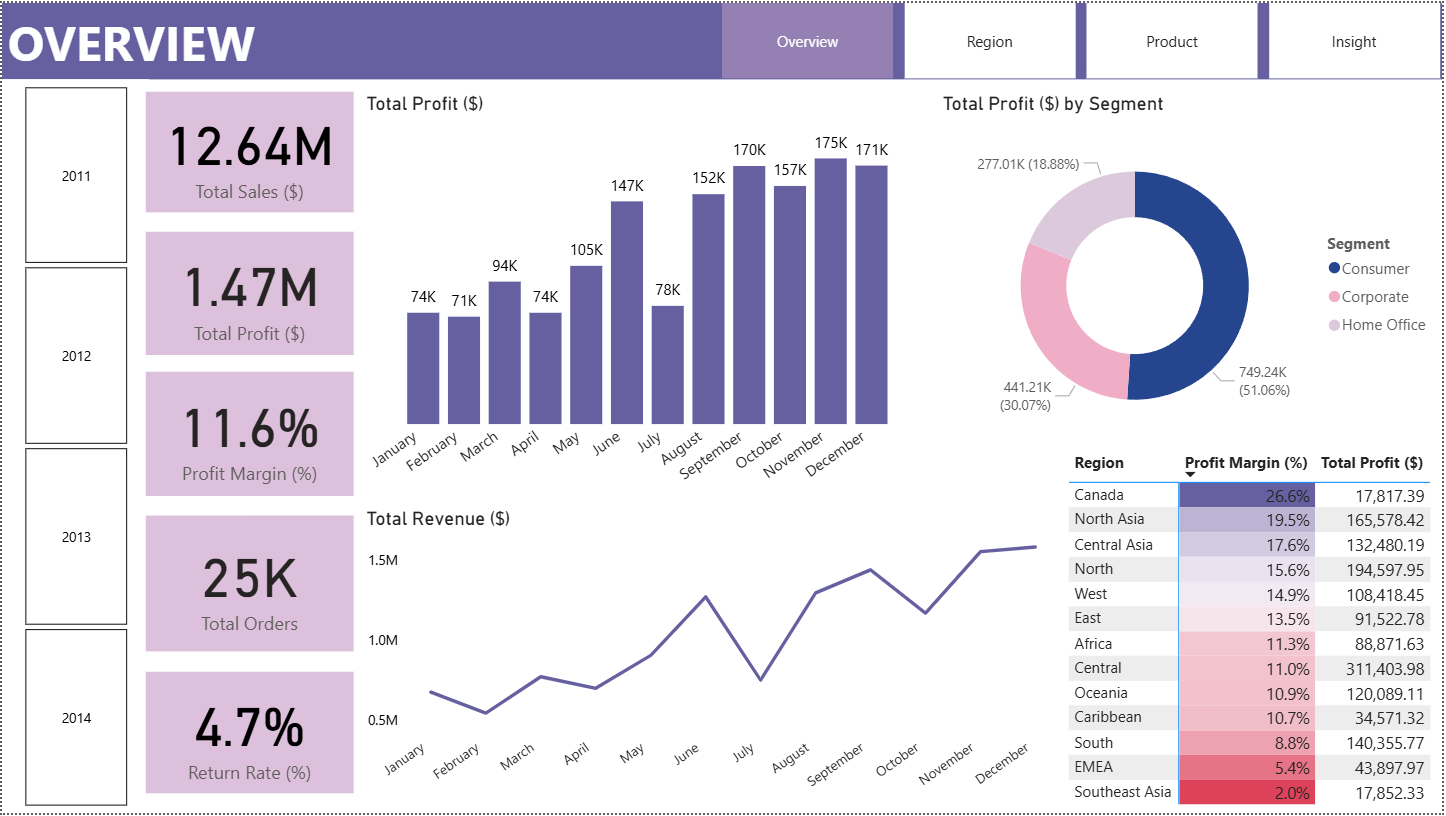 OVERVIEW
Overview
Region
Product
Insight
2011
2012
2013
2014
12.64M
Total Sales ($)
1.47M
Total Profit ($)
11.6%
Profit Margin (%)
25K
Total Orders
4.7%
Return Rate (%)
Total Profit ($)
74K
71K
94K
74K
105K
147K
78K
152K
170K
157K
175K
171K
January
February
March
April
May
June
July
August
September
October
November
December
Total Revenue ($)
1.5M
1.0M
0.5M
January
February
March
April
May
June
July
August
September
October
November
December
Total Profit ($) by Segment
277.01K (18.88%)
441.21K
(30.07%)
749.24K
(51.06%)
Segment
Consumer
Corporate
Home Office
Region Profit Margin (%) Total Profit ($)
Canada 26.6% 17,817.39
North Asia 19.5% 165,578.42
Central Asia 17.6% 132,480.19
North 15.6% 194,597.95
West 14.9% 108,418.45
East 13.5% 91,522.78
Africa 11.3% 88,871.63
Central 11.0% 311,403.98
Oceania 10.9% 120,089.11
Caribbean 10.7% 34,571.32
South 8.8% 140,355.77
EMEA 5.4% 43,897.97
Southeast Asia 2.0% 17,852.33